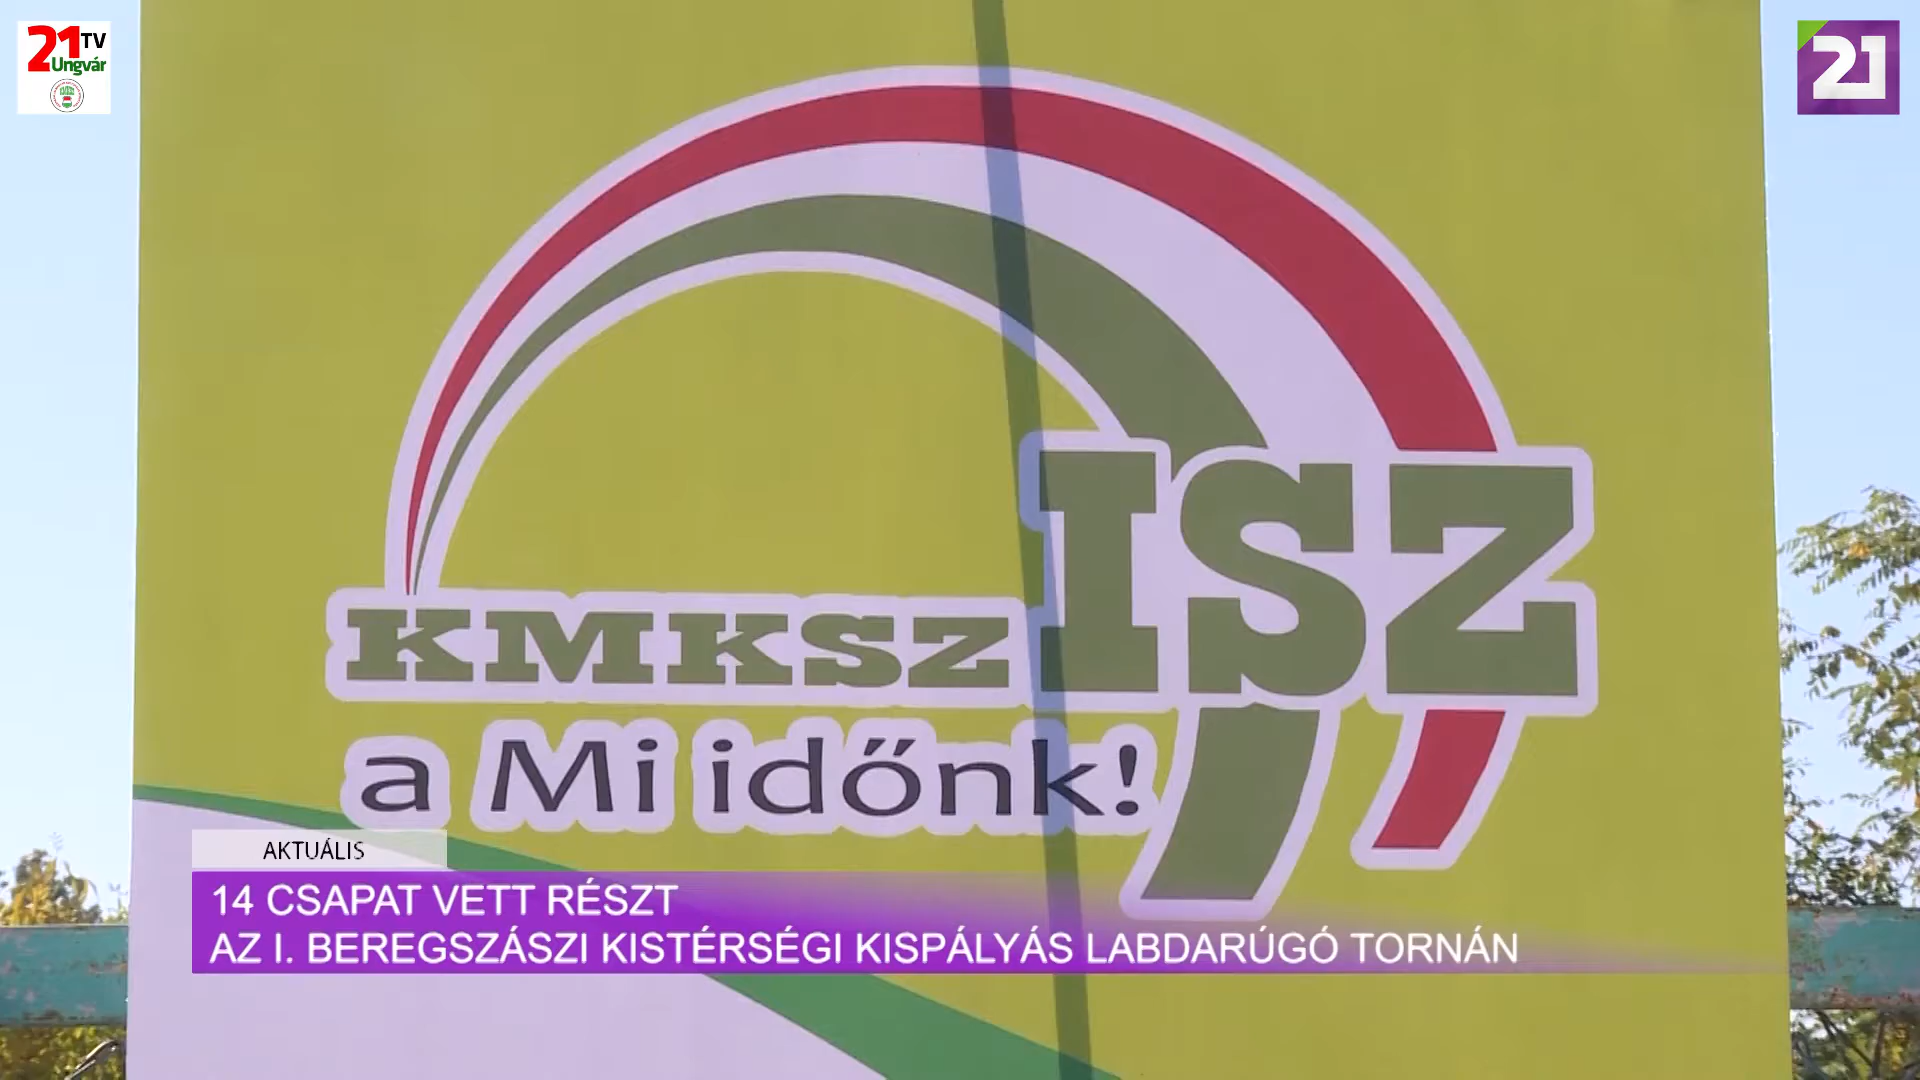 21 TV
Ungvár
21
KMKSZ ISZ
a Mi időnk!
AKTUÁLIS
14 CSAPAT VETT RÉSZT
AZ I. BEREGSZÁSZI KISTÉRSÉGI KISPÁLYÁS LABDARÚGÓ TORNÁN